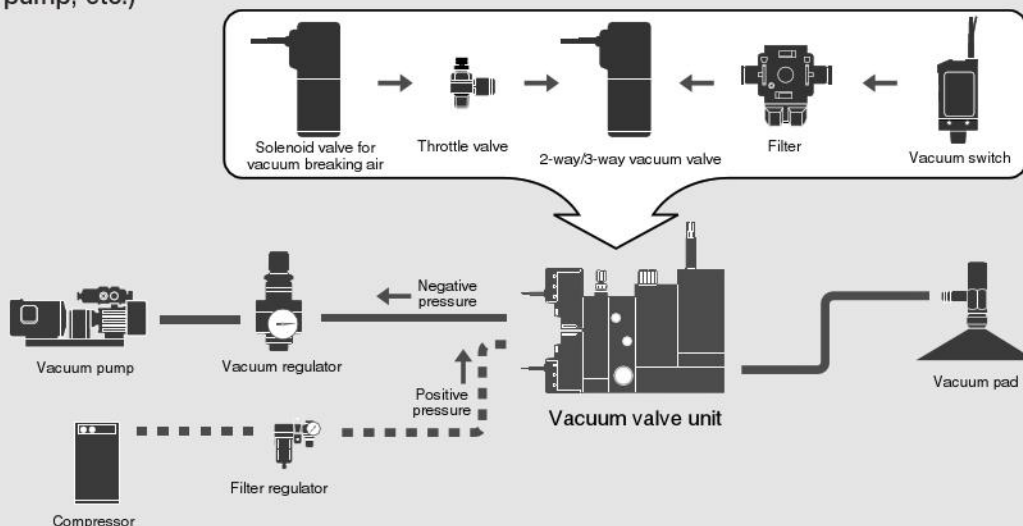 pump, etc.)
Solenoid valve for
vacuum breaking air
Throttle valve
2-way/3-way vacuum valve
Filter
Vacuum switch
Negative
pressure
Vacuum pump
Vacuum regulator
Positive
pressure
Vacuum valve unit
Vacuum pad
Filter regulator
Compressor